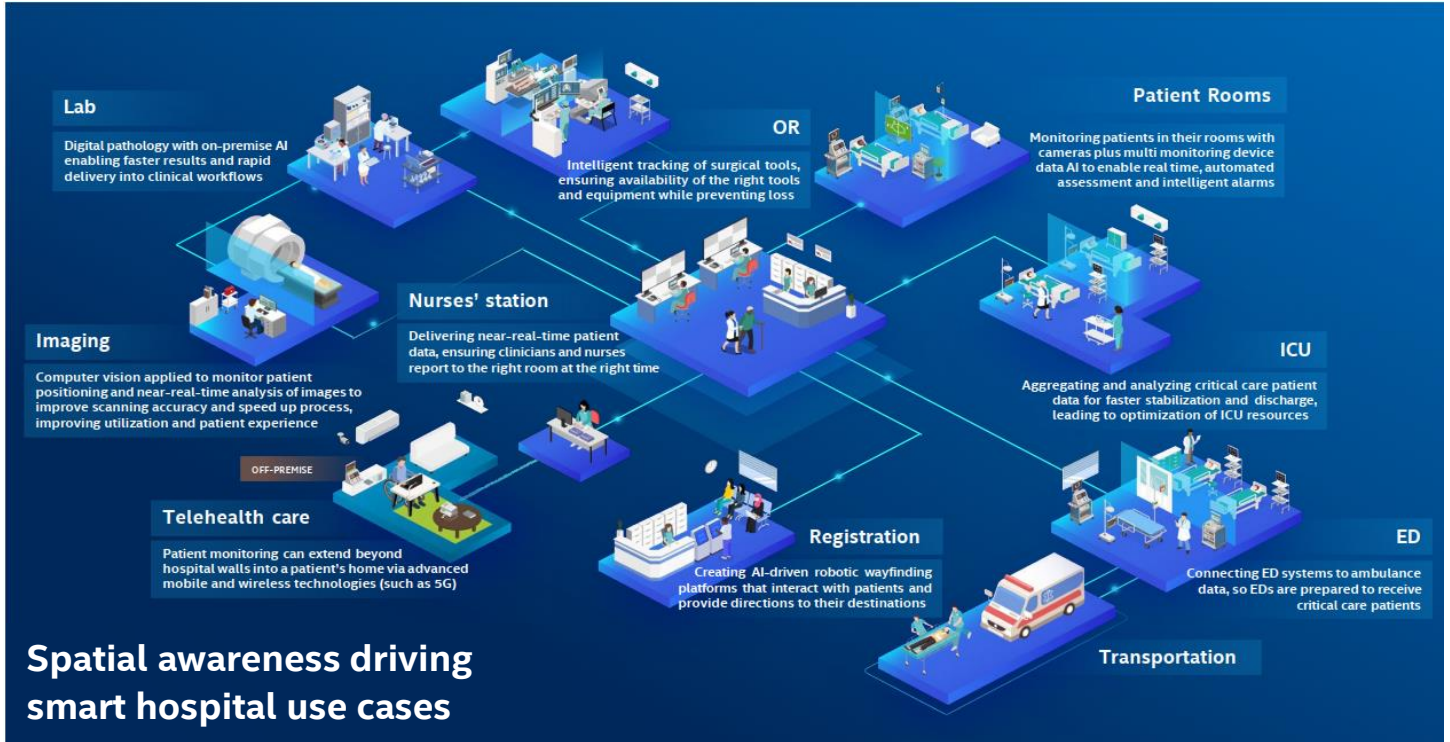 Lab
Digital pathology with on-premise AI
enabling faster results and rapid
delivery into clinical workflows
OR
Intelligent tracking of surgical tools,
ensuring availability of the right tools
and equipment while preventing loss
Patient Rooms
Monitoring patients in their rooms with
cameras plus multi monitoring device
data AI to enable real time, automated
assessment and intelligent alarms
Imaging
Computer vision applied to monitor patient
positioning and near-real-time analysis of images to
improve scanning accuracy and speed up process,
improving utilization and patient experience
Nurses’ station
Delivering near-real-time patient
data, ensuring clinicians and nurses
report to the right room at the right time
ICU
Aggregating and analyzing critical care patient
data for faster stabilization and discharge,
leading to optimization of ICU resources
OFF-PREMISE
Telehealth care
Patient monitoring can extend beyond
hospital walls into a patient’s home via advanced
mobile and wireless technologies (such as 5G)
Registration
Creating AI-driven robotic wayfinding
platforms that interact with patients and
provide directions to their destinations
ED
Connecting ED systems to ambulance
data, so EDs are prepared to receive
critical care patients
Transportation
Spatial awareness driving
smart hospital use cases